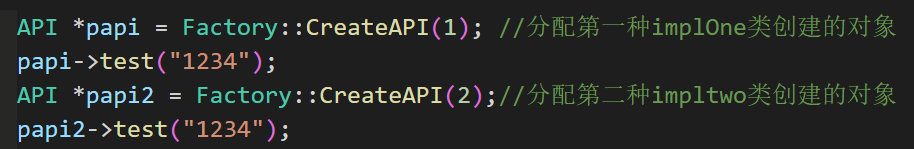 API *papi = Factory::CreateAPI(1); //分配第一种implOne类创建的对象
papi->test("1234");
API *papi2 = Factory::CreateAPI(2);//分配第二种impltwo类创建的对象
papi2->test("1234");